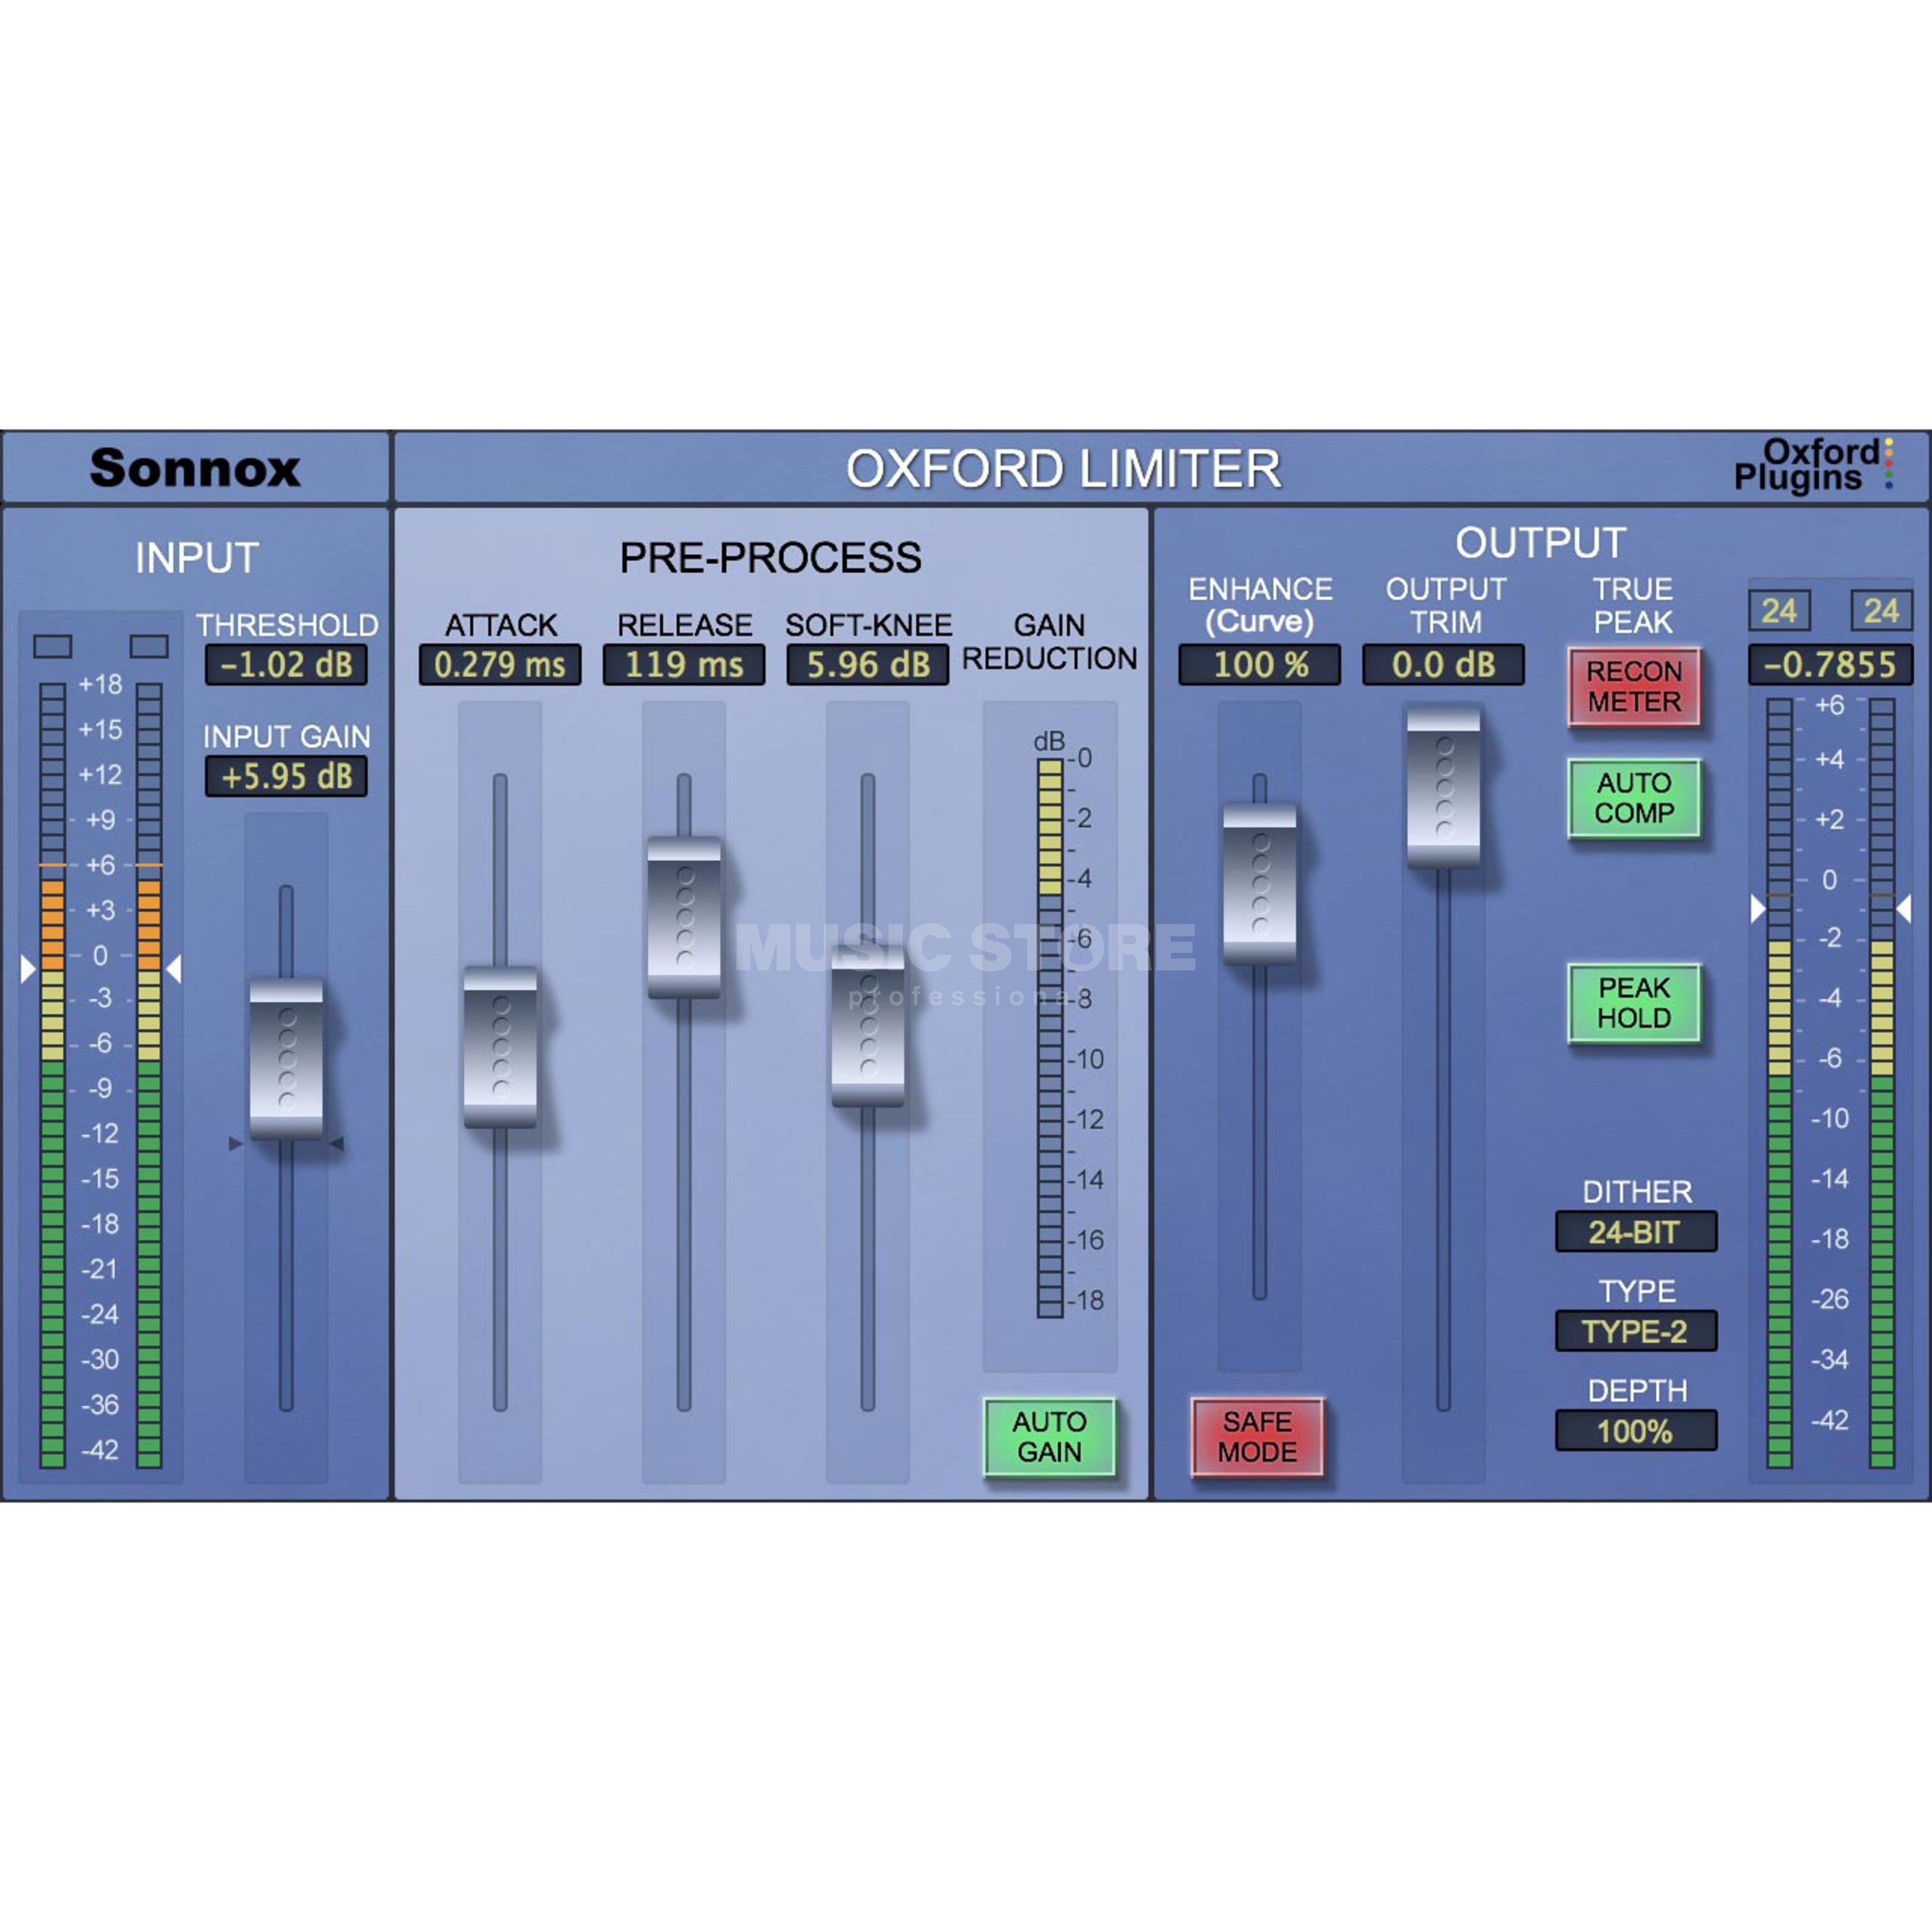 Sonnox
OXFORD LIMITER
Oxford
Plugins
INPUT
THRESHOLD
-1.02 dB
INPUT GAIN
+5.95 dB
+18
+15
+12
+9
+6
+3
0
-3
-6
-9
-12
-15
-18
-21
-24
-30
-36
-42
PRE-PROCESS
ATTACK
0.279 ms
RELEASE
119 ms
SOFT-KNEE
5.96 dB
GAIN
REDUCTION
dB
-0
-2
-4
-6
-8
-10
-12
-14
-16
-18
AUTO
GAIN
MUSIC STORE
professional
OUTPUT
ENHANCE
(Curve)
100 %
SAFE
MODE
OUTPUT
TRIM
0.0 dB
TRUE
PEAK
RECON
METER
AUTO
COMP
PEAK
HOLD
DITHER
24-BIT
TYPE
TYPE-2
DEPTH
100%
24 24
-0.7855
+6
+4
+2
0
-2
-4
-6
-10
-14
-18
-26
-34
-42